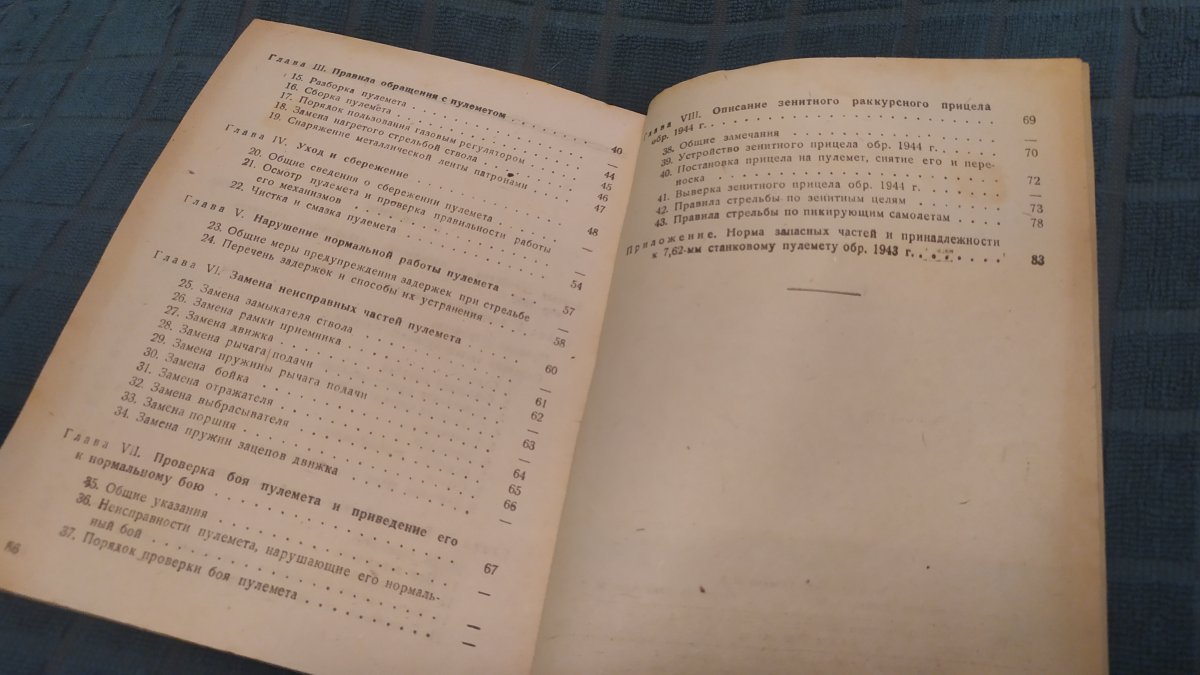 Глава III. Правила обращения с пулеметом . . . . . . . 40
15. Разборка пулемета . . . . . . . . . . —
16. Сборка пулемета . . . . . . . . . . 44
17. Порядок пользования газовым регулятором . . . . 45
18. Замена нагретого стрельбой ствола . . . . . 46
19. Снаряжение металлической ленты патронами . . . . 47
Глава IV. Уход и сбережение . . . . . . . 48
20. Общие сведения о сбережении пулемета . . . . —
21. Осмотр пулемета и проверка правильности работы
его механизмов . . . . . . . . . . —
22. Чистка и смазка пулемета . . . . . . . 54
Глава V. Нарушение нормальной работы пулемета . . . 57
23. Общие меры предупреждения задержек при стрельбе —
24. Перечень задержек и способы их устранения . . . . 58
Глава VI. Замена неисправных частей пулемета . . . . 60
25. Замена замыкателя ствола . . . . . . . —
26. Замена рамки приемника . . . . . . . 61
27. Замена движка . . . . . . . . . . 62
28. Замена рычага подачи . . . . . . . . —
29. Замена пружины рычага подачи . . . . . . 63
30. Замена бойка . . . . . . . . . . —
31. Замена отражателя . . . . . . . . . 64
32. Замена выбрасывателя . . . . . . . . 65
33. Замена поршня . . . . . . . . . . 66
34. Замена пружин зацепов движка . . . . . . —
Глава VII. Проверка боя пулемета и приведение его
к нормальному бою . . . . . . . . . . 67
35. Общие указания . . . . . . . . . . —
36. Неисправности пулемета, нарушающие его нормаль-
ный бой . . . . . . . . . . . . —
37. Порядок проверки боя пулемета . . . . . . —
86
Глава VIII. Описание зенитного раккурсного прицела
обр. 1944 г. . . . . . . . . . . . . 69
38. Общие замечания . . . . . . . . . . —
39. Устройство зенитного прицела обр. 1944 г. . . . . 70
40. Постановка прицела на пулемет, снятие его и пере-
носка . . . . . . . . . . . . . 72
41. Выверка зенитного прицела обр. 1944 г. . . . . . —
42. Правила стрельбы по зенитным целям . . . . . 73
43. Правила стрельбы по пикирующим самолетам . . . . 78
Приложение. Норма запасных частей и принадлежности
к 7,62-мм станковому пулемету обр. 1943 г. . . . . . . 83